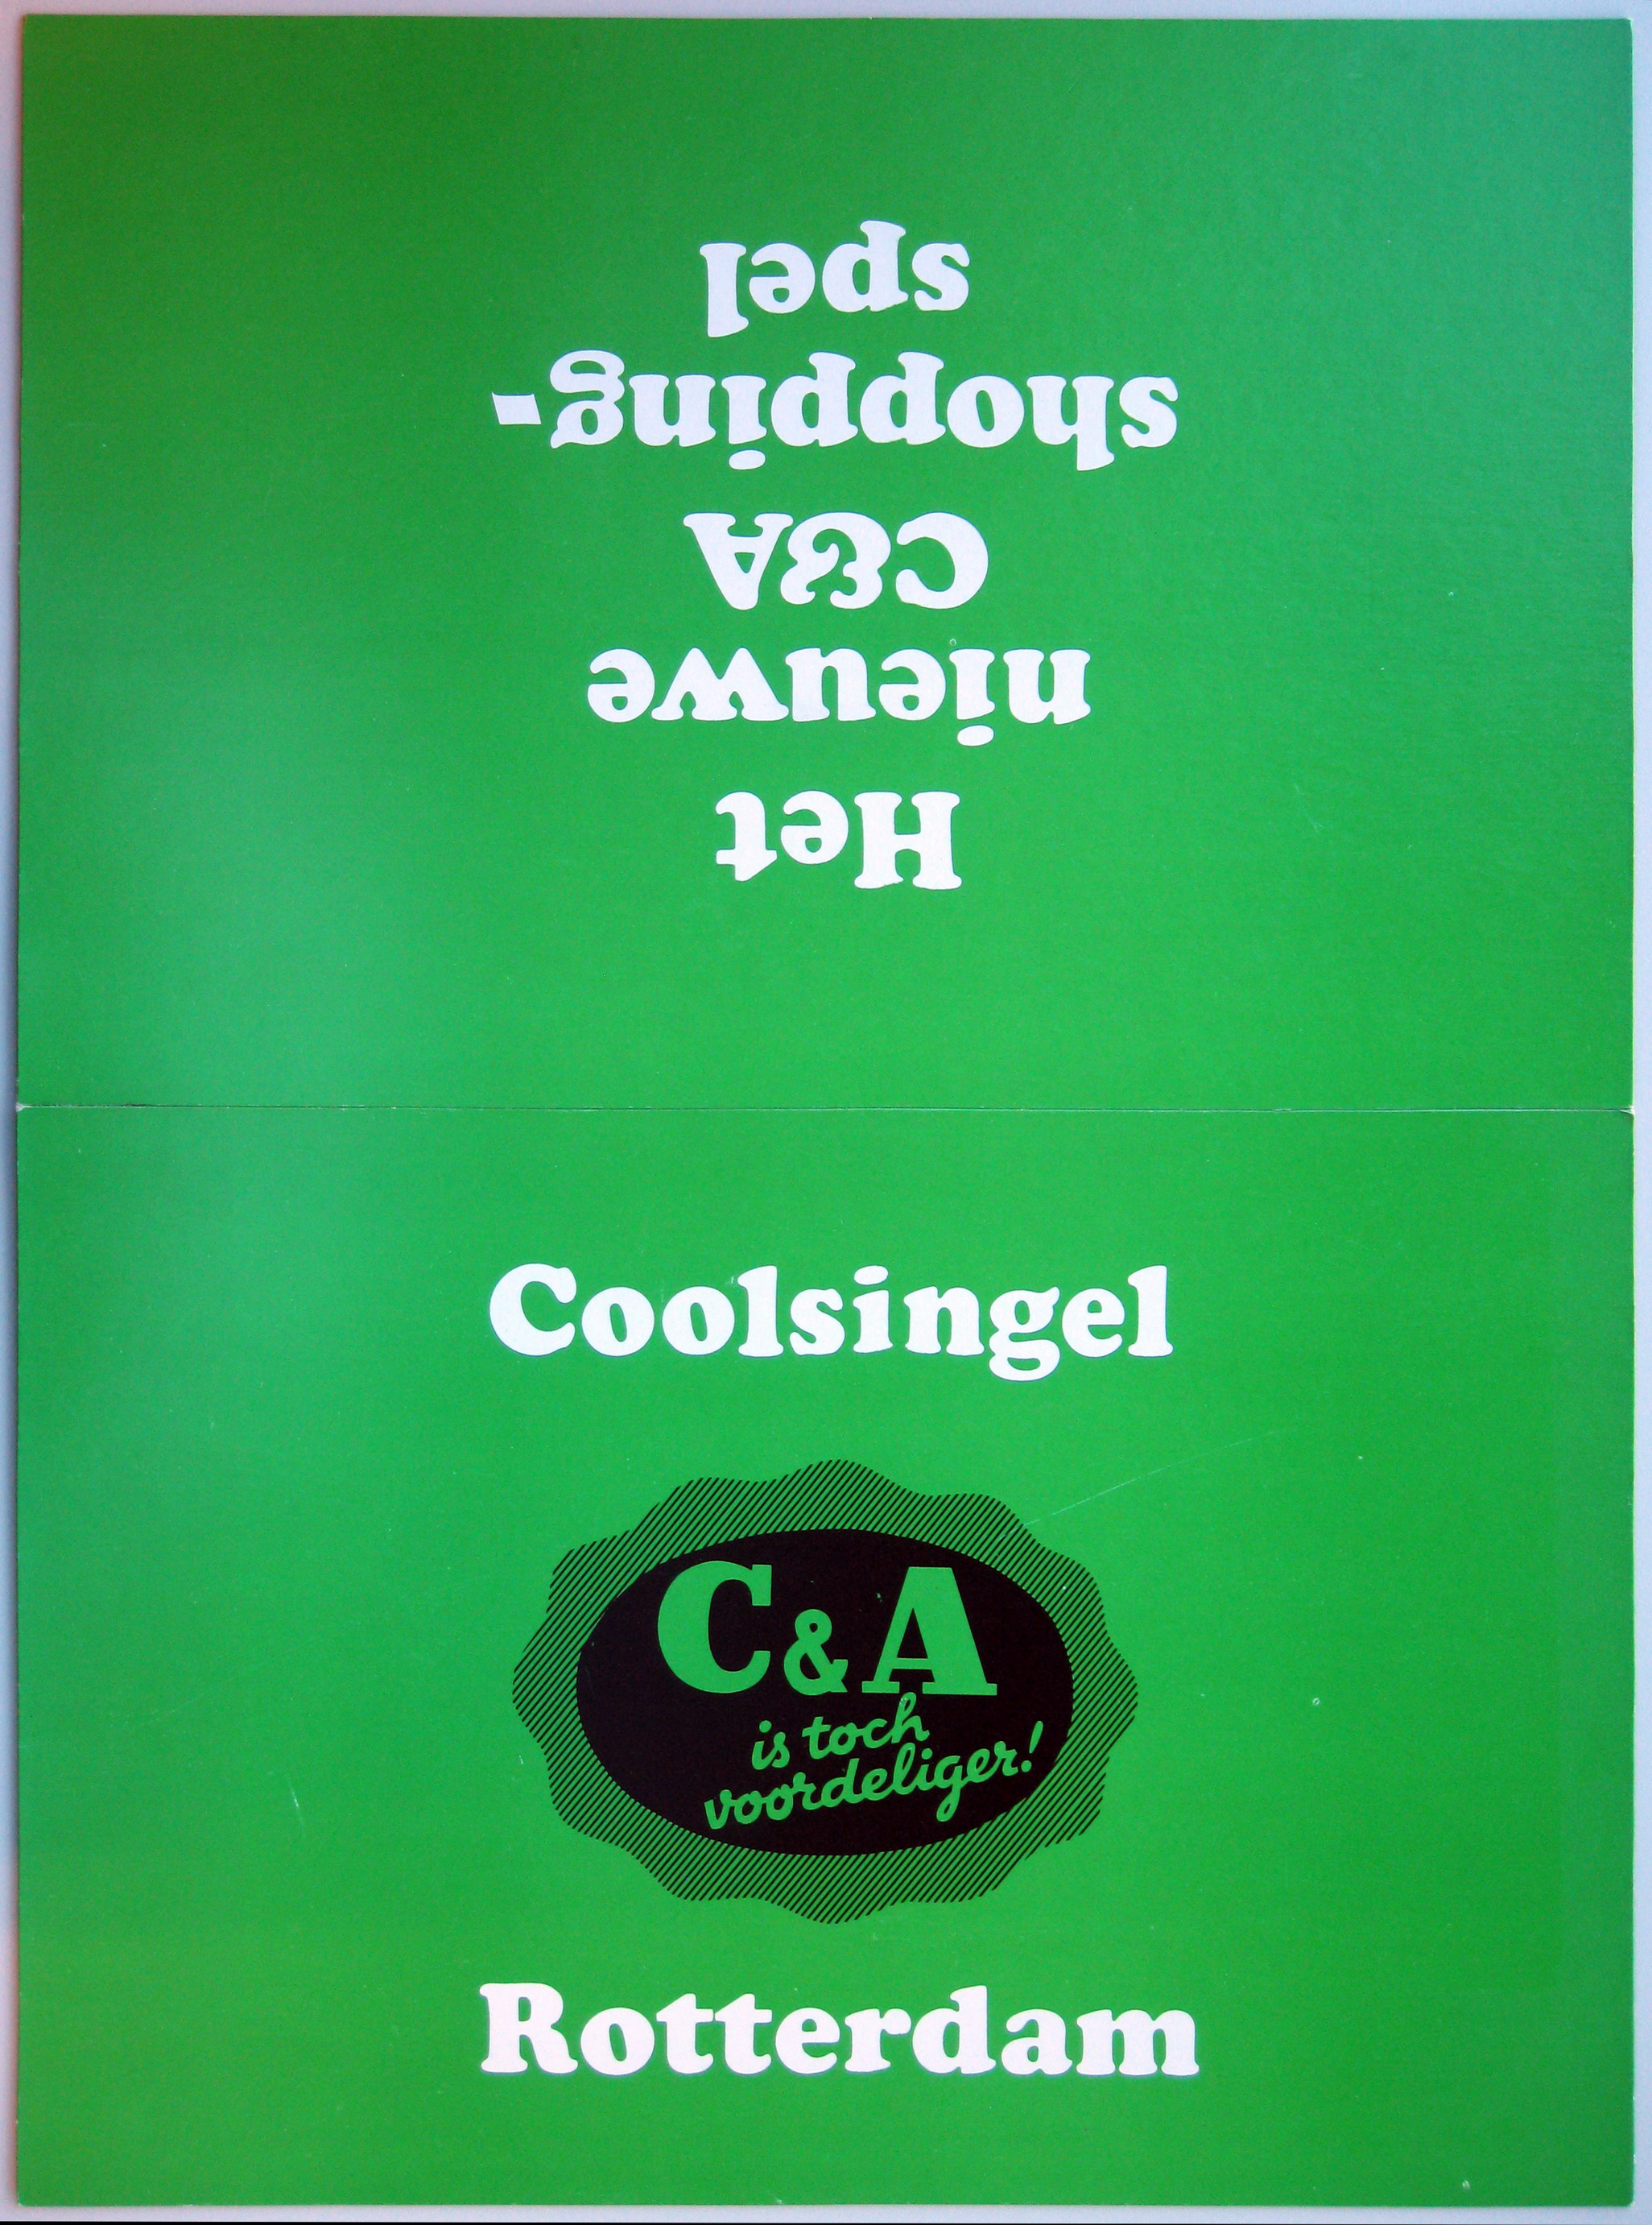 Het
nieuwe
C&A
shopping-
spel
Coolsingel
C&A
is toch
voordeliger!
Rotterdam